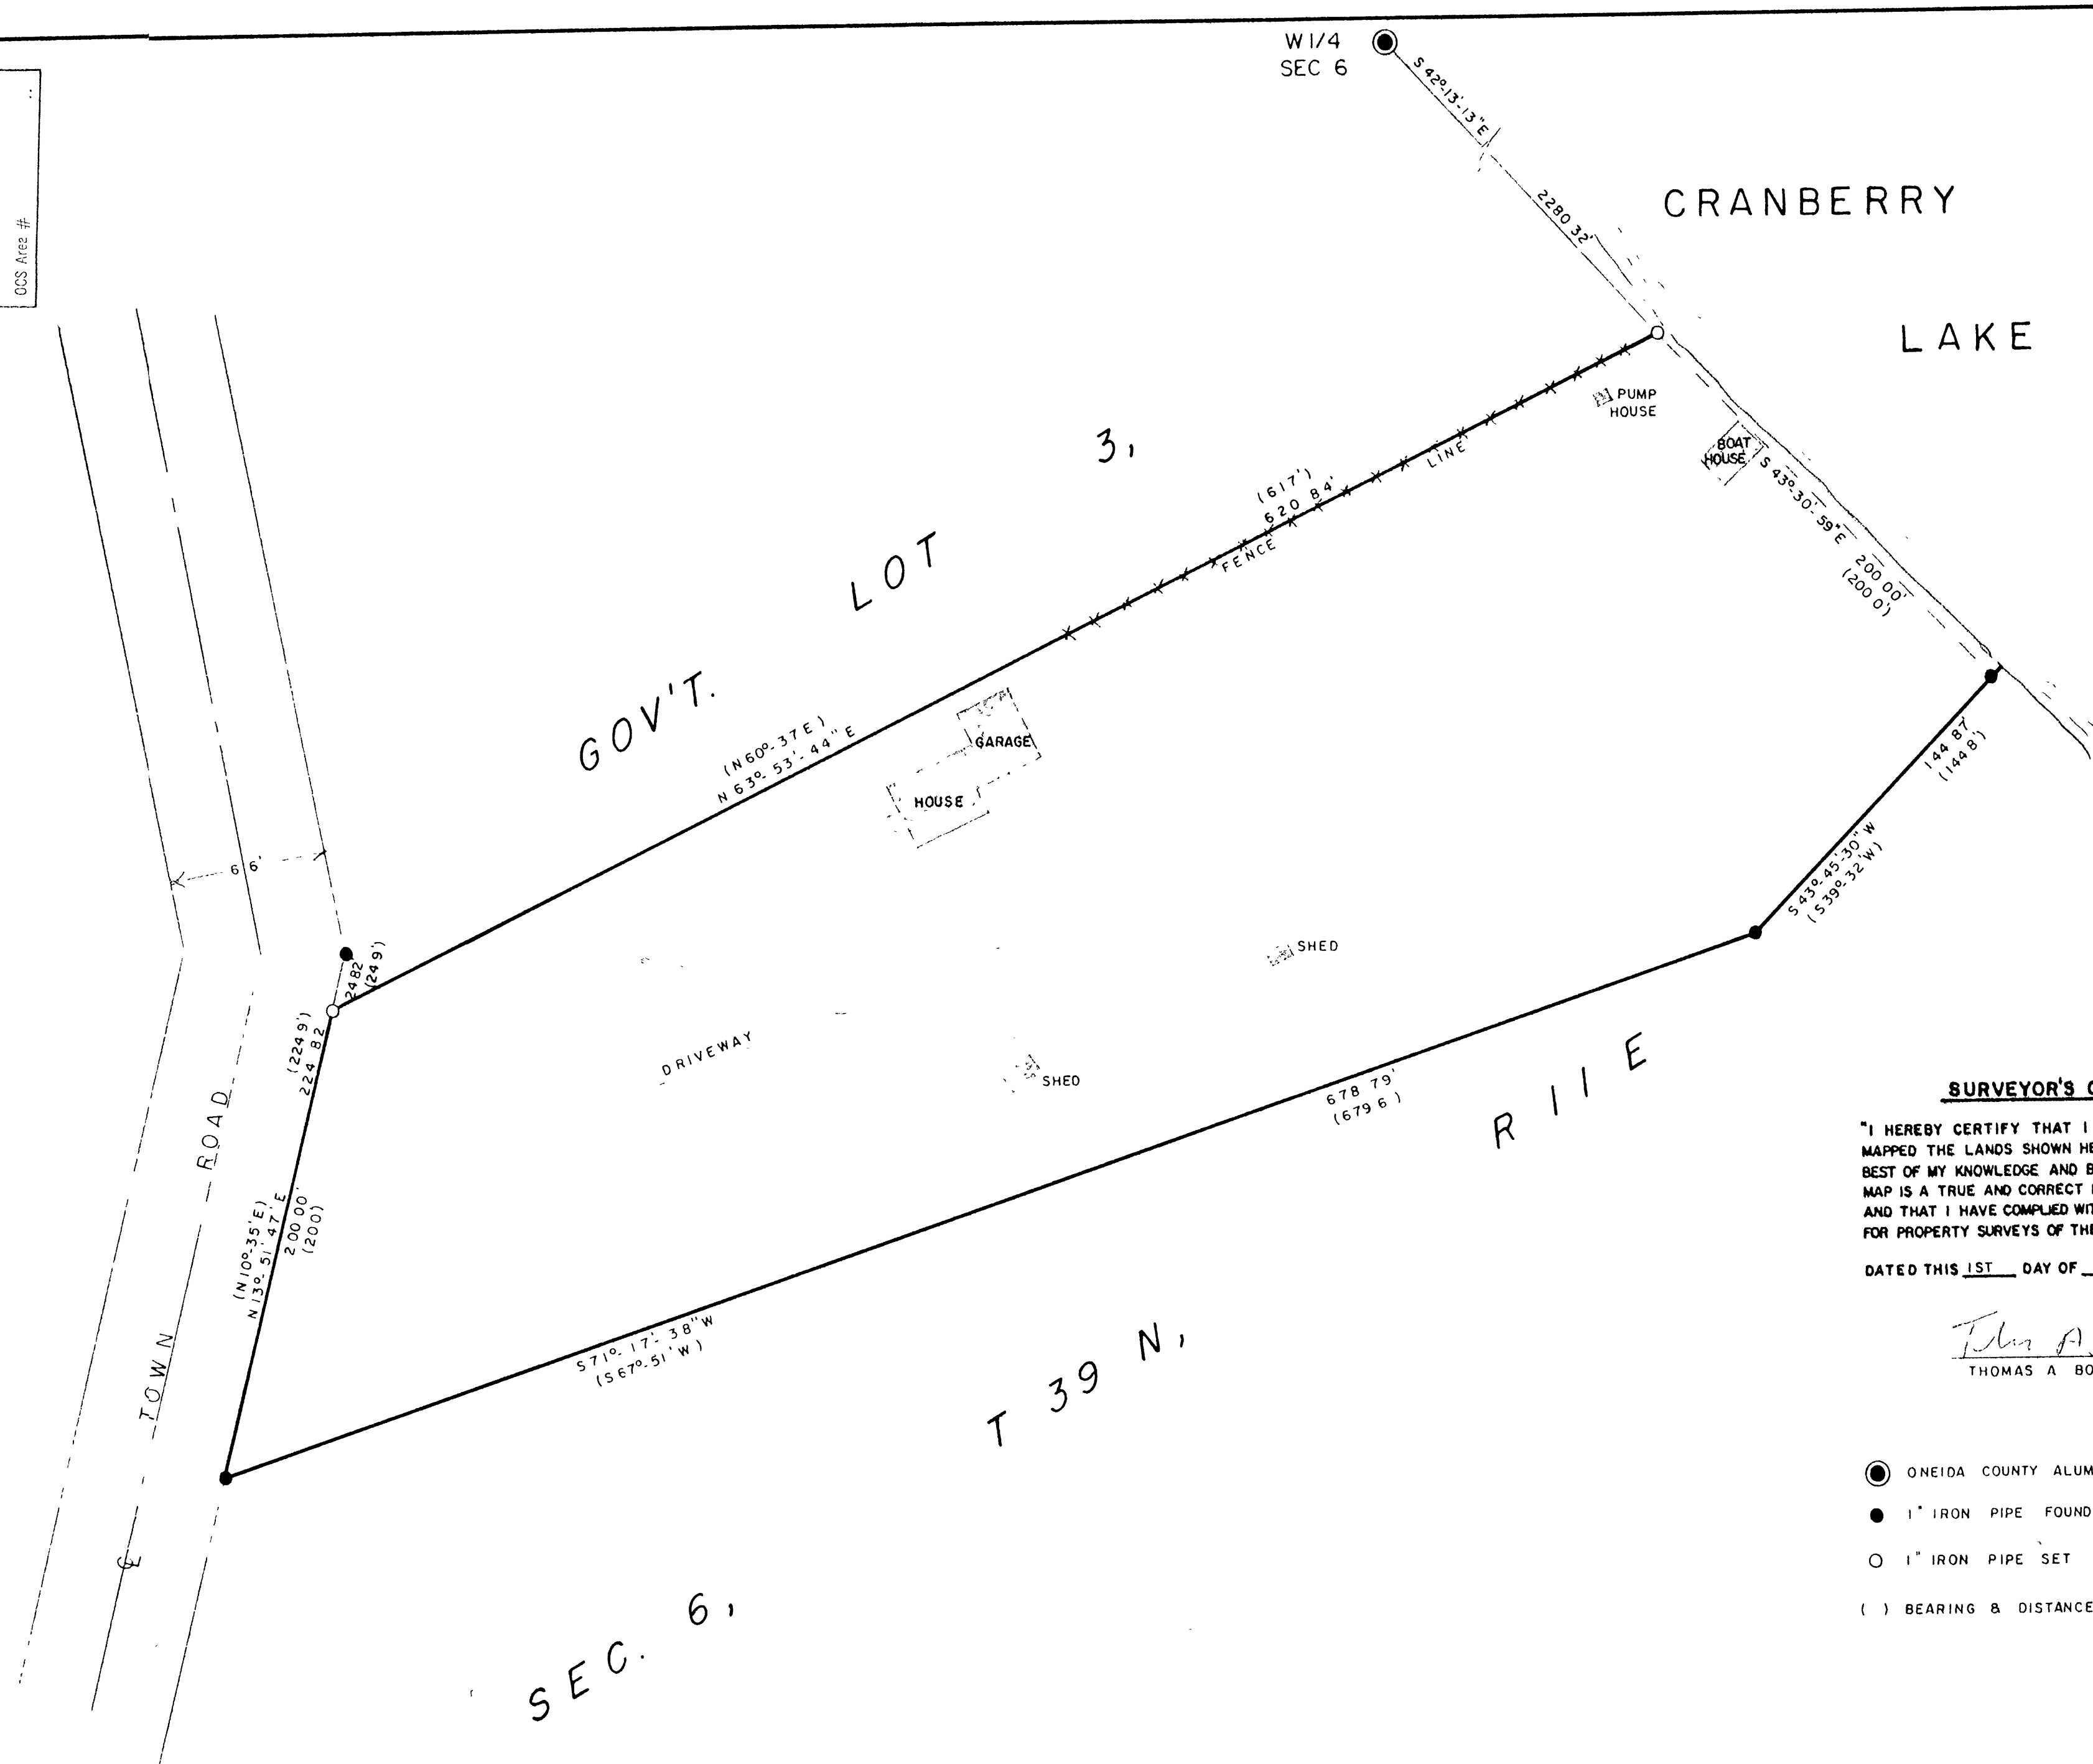 W 1/4
SEC 6
S 42°-13'-13" E
2280 32'
CRANBERRY
LAKE
OCS Area #
PUMP
HOUSE
BOAT
HOUSE
S 43°-30'-59" E
200 00'
(200 0')
3,
LOT
GOV'T.
(617')
620 84'
FENCE
LINE
(N 60°-37 E)
N 63°-53'-44" E
GARAGE
HOUSE
66'
24 82
(24 9')
(224 9')
224 82
144 87'
(144 8')
S 43°-45'-30" W
(S 39°-32' W)
SHED
DRIVEWAY
SHED
ROAD
TOWN
(N 10°-35' E)
N 13°-51' 47" E
200 00'
(200)
678 79'
(679 6)
R 11 E
S 71°-17'-38" W
(S 67°-51' W)
T 39 N,
SEC. 6,
SURVEYOR'S C
"I HEREBY CERTIFY THAT I
MAPPED THE LANDS SHOWN HE
BEST OF MY KNOWLEDGE AND B
MAP IS A TRUE AND CORRECT
AND THAT I HAVE COMPLIED WIT
FOR PROPERTY SURVEYS OF THE
DATED THIS 1ST DAY OF
THOMAS A BO
ONEIDA COUNTY ALUM
1" IRON PIPE FOUND
1" IRON PIPE SET
( ) BEARING & DISTANCE